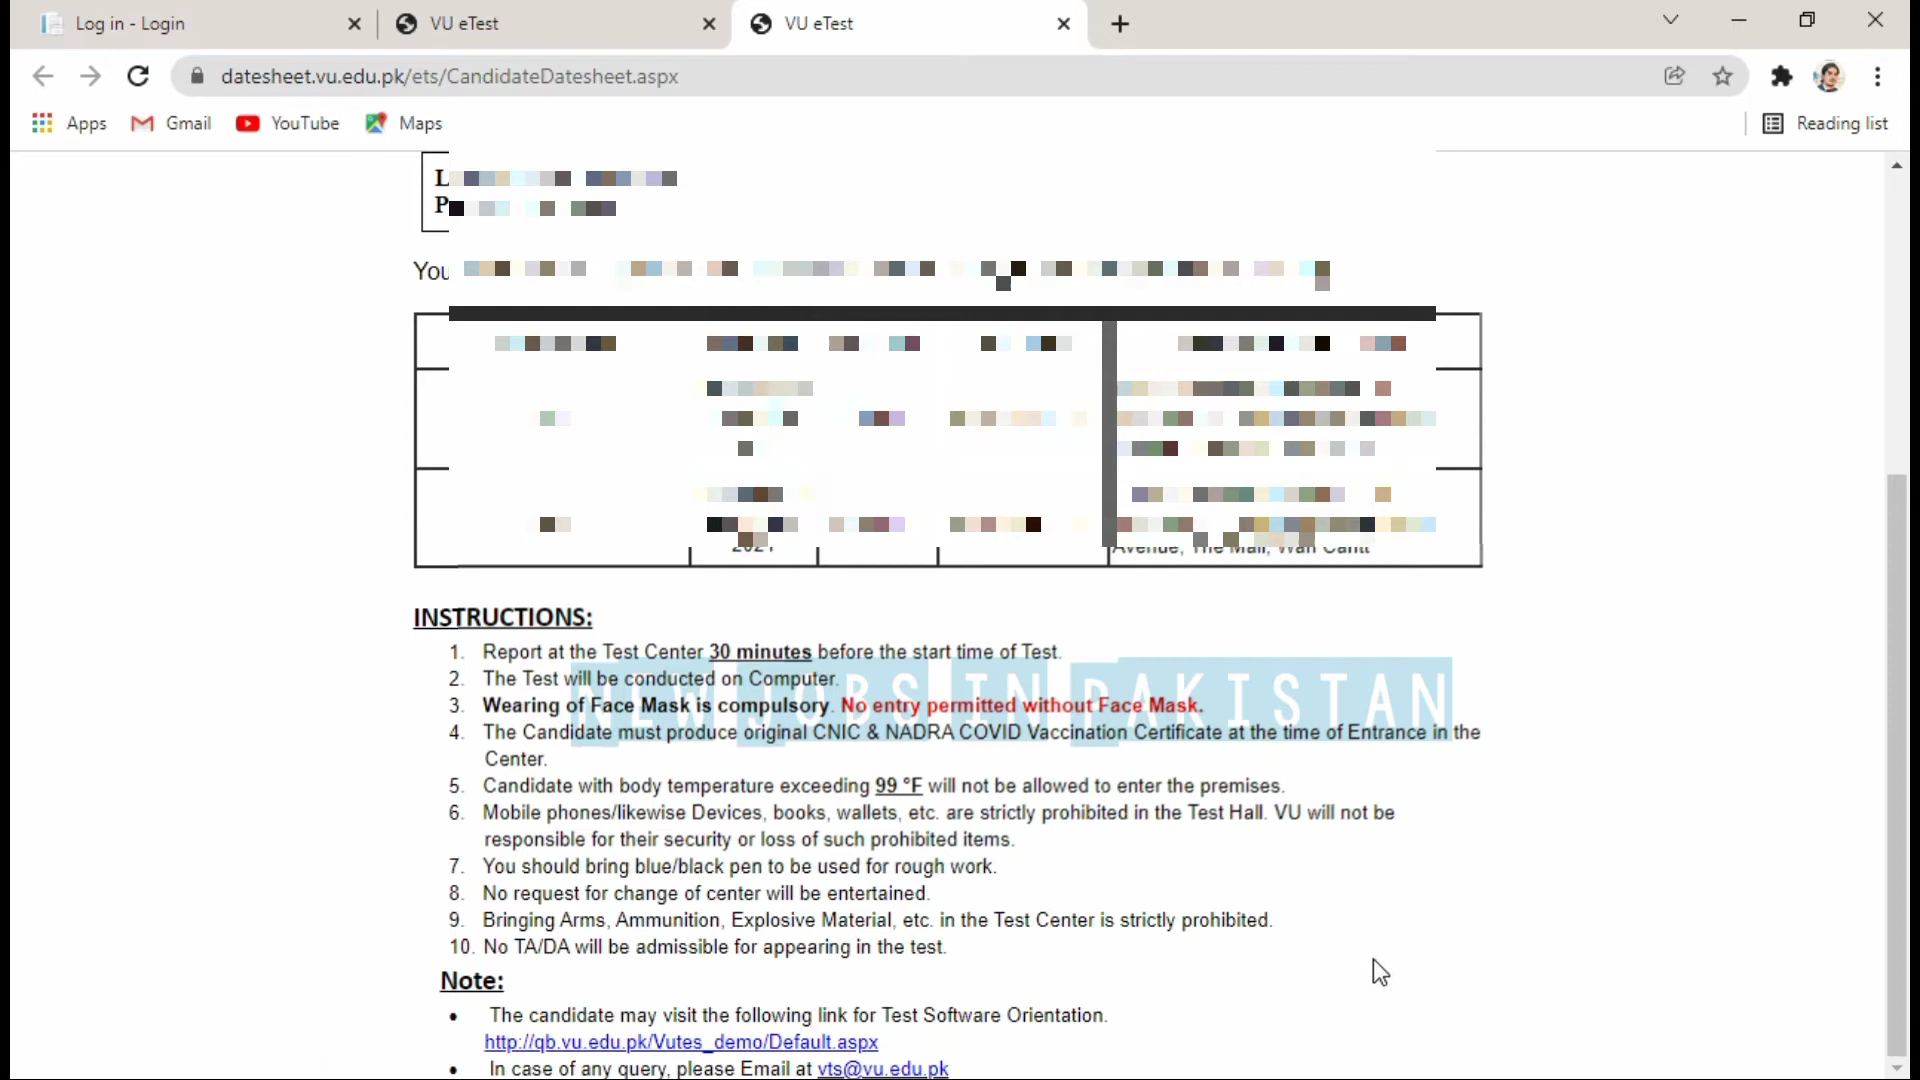 Log in - Login
VU eTest
VU eTest
datesheet.vu.edu.pk/ets/CandidateDatesheet.aspx
Apps
Gmail
YouTube
Maps
Reading list
L
P
You
2021
Avenue, The Mall, Wah Cantt
INSTRUCTIONS:
1. Report at the Test Center 30 minutes before the start time of Test.
2. The Test will be conducted on Computer.
NEW JOBS IN PAKISTAN
3. Wearing of Face Mask is compulsory. No entry permitted without Face Mask.
4. The Candidate must produce original CNIC & NADRA COVID Vaccination Certificate at the time of Entrance in the
Center.
5. Candidate with body temperature exceeding 99 °F will not be allowed to enter the premises.
6. Mobile phones/likewise Devices, books, wallets, etc. are strictly prohibited in the Test Hall. VU will not be
responsible for their security or loss of such prohibited items.
7. You should bring blue/black pen to be used for rough work.
8. No request for change of center will be entertained.
9. Bringing Arms, Ammunition, Explosive Material, etc. in the Test Center is strictly prohibited.
10. No TA/DA will be admissible for appearing in the test.
Note:
• The candidate may visit the following link for Test Software Orientation.
http://qb.vu.edu.pk/Vutes_demo/Default.aspx
• In case of any query, please Email at vts@vu.edu.pk